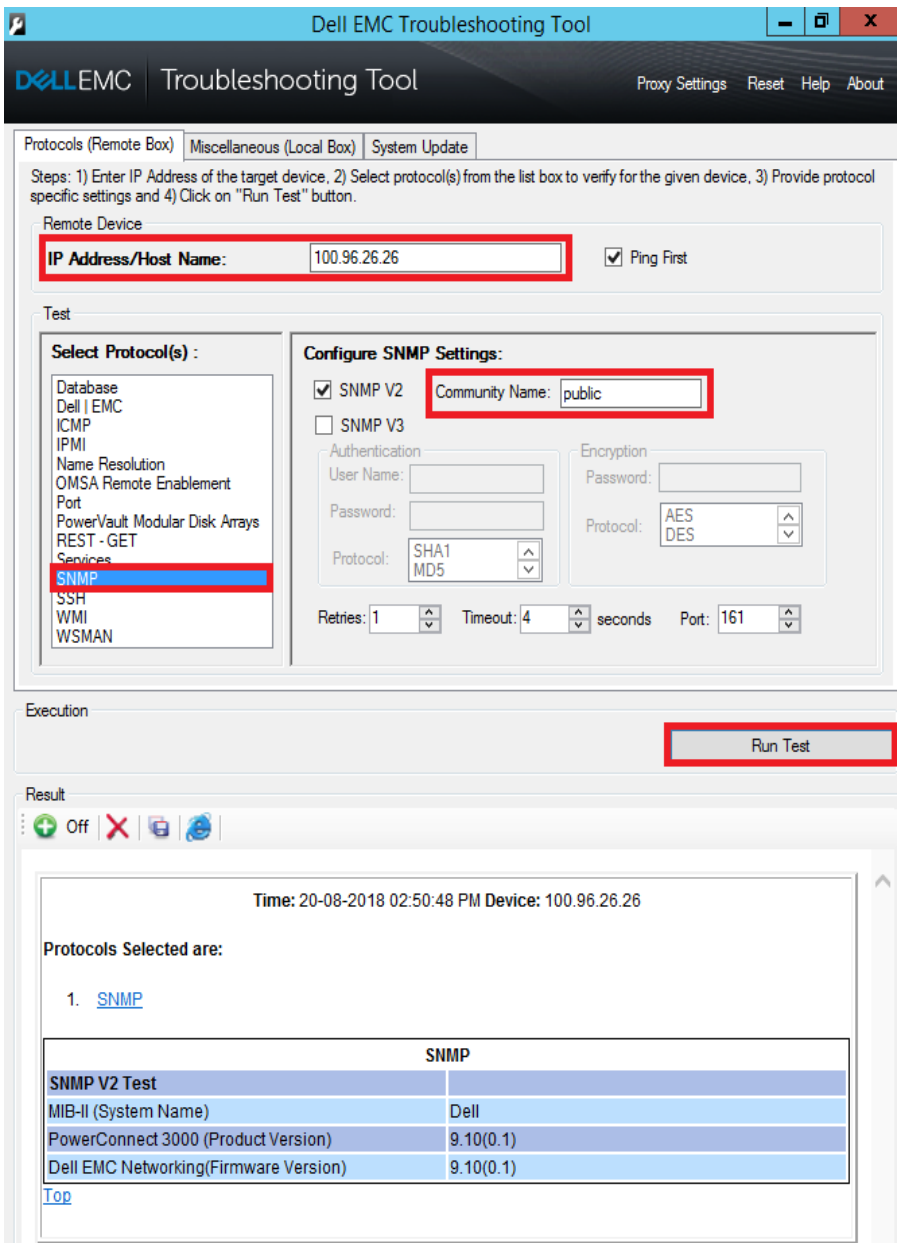 Dell EMC Troubleshooting Tool
DELLEMC Troubleshooting Tool
Proxy Settings Reset Help About
Protocols (Remote Box) Miscellaneous (Local Box) System Update
Steps: 1) Enter IP Address of the target device, 2) Select protocol(s) from the list box to verify for the given device, 3) Provide protocol
specific settings and 4) Click on "Run Test" button.
Remote Device
IP Address/Host Name: 100.96.26.26 Ping First
Test
Select Protocol(s) :
Database
Dell | EMC
ICMP
IPMI
Name Resolution
OMSA Remote Enablement
Port
PowerVault Modular Disk Arrays
REST - GET
Services
SNMP
SSH
WMI
WSMAN
Configure SNMP Settings:
SNMP V2 Community Name: public
SNMP V3
Authentication
User Name:
Password:
Protocol: SHA1
MD5
Encryption
Password:
Protocol: AES
DES
Retries: 1 Timeout: 4 seconds Port: 161
Execution
Run Test
Result
Off
Time: 20-08-2018 02:50:48 PM Device: 100.96.26.26
Protocols Selected are:
1. SNMP
SNMP
SNMP V2 Test
MIB-II (System Name) Dell
PowerConnect 3000 (Product Version) 9.10(0.1)
Dell EMC Networking(Firmware Version) 9.10(0.1)
Top